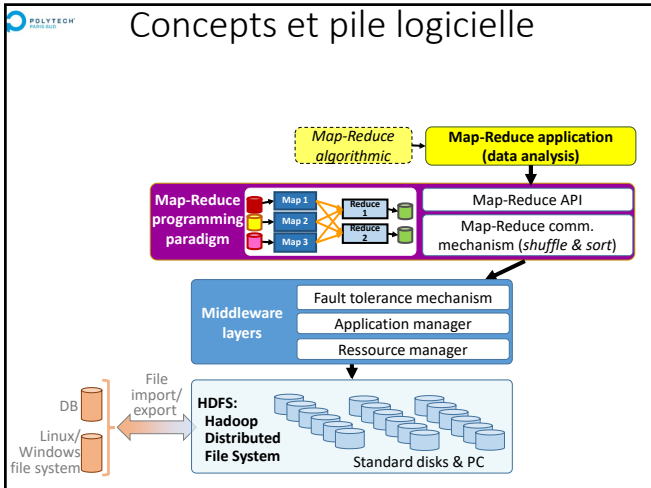 POLYTECH'
PARIS-SUD
Concepts et pile logicielle
Map-Reduce
algorithmic
Map-Reduce application
(data analysis)
Map-Reduce
programming
paradigm
Map 1
Map 2
Map 3
Reduce
1
Reduce
2
Map-Reduce API
Map-Reduce comm.
mechanism (shuffle & sort)
Middleware
layers
Fault tolerance mechanism
Application manager
Ressource manager
File
import/
export
DB
Linux/
Windows
file system
HDFS:
Hadoop
Distributed
File System
Standard disks & PC